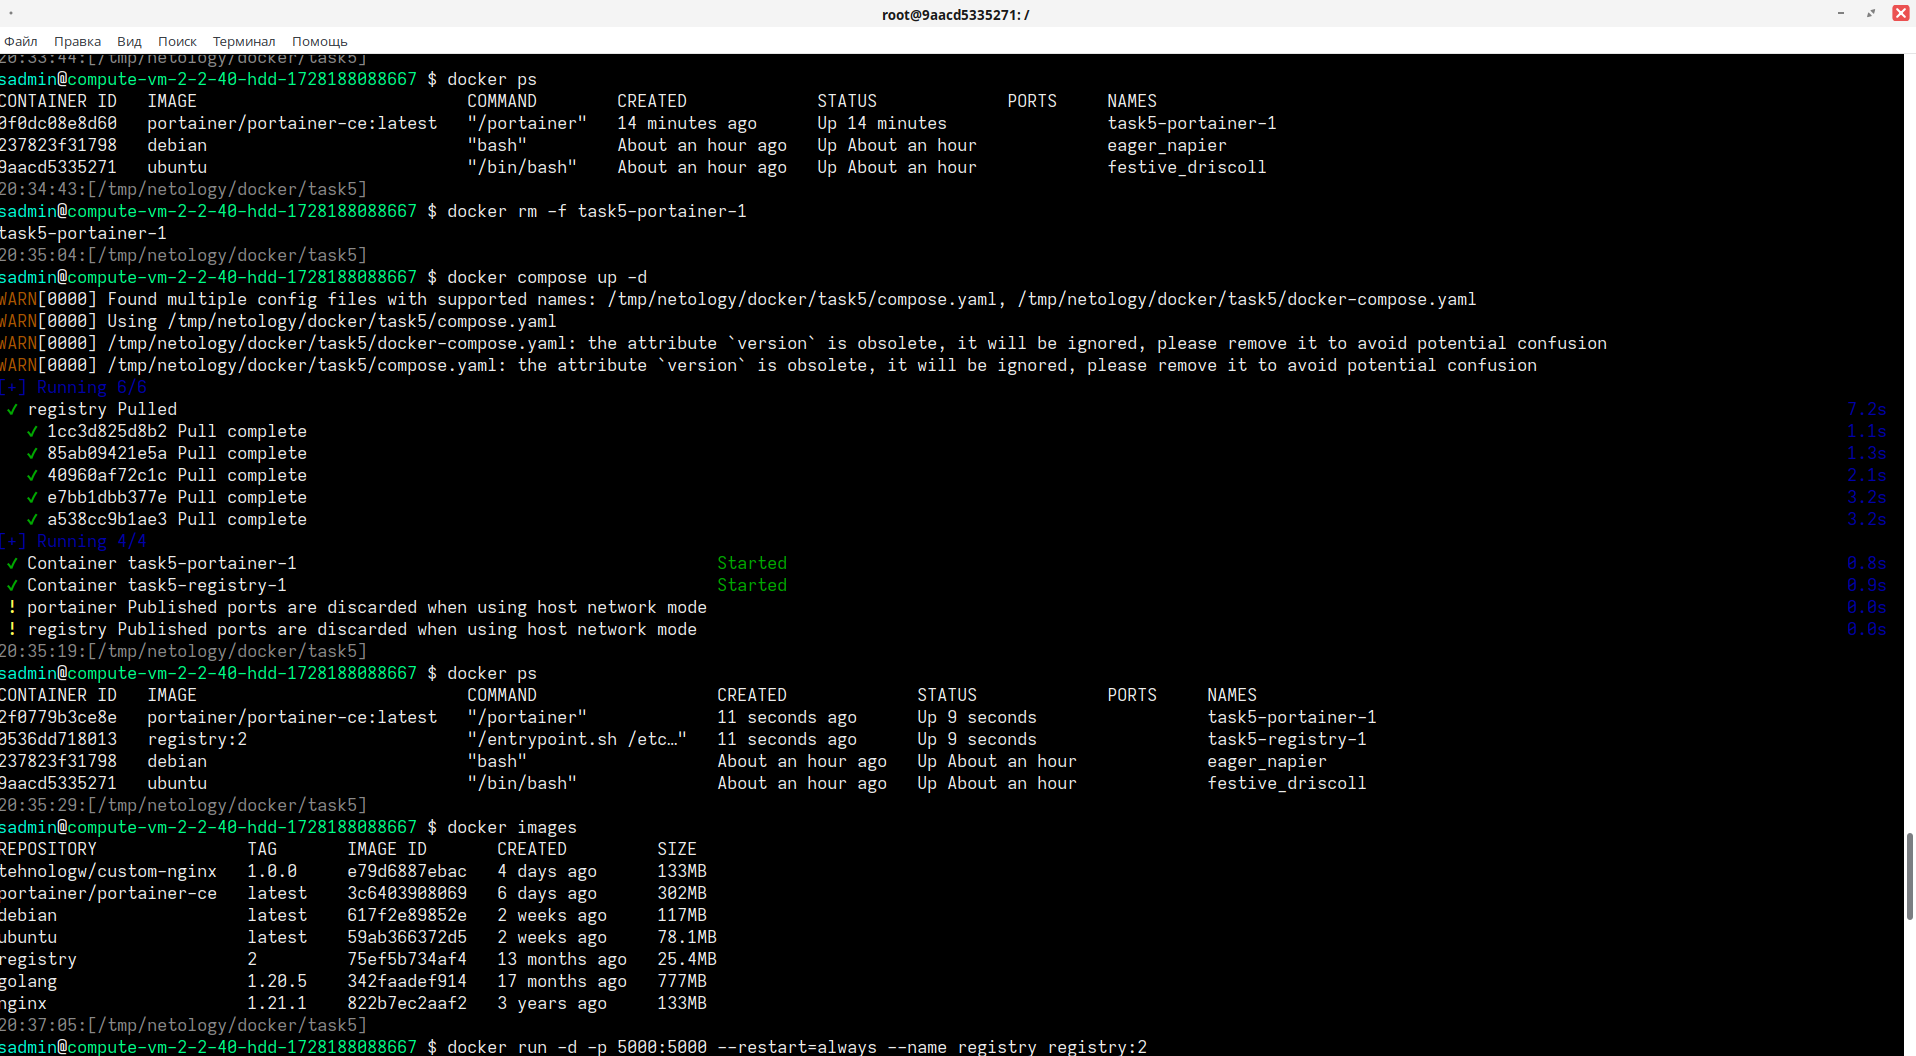 root@9aacd5335271: /
Файл Правка Вид Поиск Терминал Помощь
20:33:44:[/tmp/netology/docker/task5]
sadmin@compute-vm-2-2-40-hdd-1728188088667 $ docker ps
CONTAINER ID IMAGE COMMAND CREATED STATUS PORTS NAMES
0f0dc08e8d60 portainer/portainer-ce:latest "/portainer" 14 minutes ago Up 14 minutes task5-portainer-1
237823f31798 debian "bash" About an hour ago Up About an hour eager_napier
9aacd5335271 ubuntu "/bin/bash" About an hour ago Up About an hour festive_driscoll
20:34:43:[/tmp/netology/docker/task5]
sadmin@compute-vm-2-2-40-hdd-1728188088667 $ docker rm -f task5-portainer-1
task5-portainer-1
20:35:04:[/tmp/netology/docker/task5]
sadmin@compute-vm-2-2-40-hdd-1728188088667 $ docker compose up -d
WARN[0000] Found multiple config files with supported names: /tmp/netology/docker/task5/compose.yaml, /tmp/netology/docker/task5/docker-compose.yaml
WARN[0000] Using /tmp/netology/docker/task5/compose.yaml
WARN[0000] /tmp/netology/docker/task5/docker-compose.yaml: the attribute `version` is obsolete, it will be ignored, please remove it to avoid potential confusion
WARN[0000] /tmp/netology/docker/task5/compose.yaml: the attribute `version` is obsolete, it will be ignored, please remove it to avoid potential confusion
[+] Running 6/6
✓ registry Pulled 7.2s
✓ 1cc3d825d8b2 Pull complete 1.1s
✓ 85ab09421e5a Pull complete 1.3s
✓ 40960af72c1c Pull complete 2.1s
✓ e7bb1dbb377e Pull complete 3.2s
✓ a538cc9b1ae3 Pull complete 3.2s
[+] Running 4/4
✓ Container task5-portainer-1 Started 0.8s
✓ Container task5-registry-1 Started 0.9s
! portainer Published ports are discarded when using host network mode 0.0s
! registry Published ports are discarded when using host network mode 0.0s
20:35:19:[/tmp/netology/docker/task5]
sadmin@compute-vm-2-2-40-hdd-1728188088667 $ docker ps
CONTAINER ID IMAGE COMMAND CREATED STATUS PORTS NAMES
2f0779b3ce8e portainer/portainer-ce:latest "/portainer" 11 seconds ago Up 9 seconds task5-portainer-1
0536dd718013 registry:2 "/entrypoint.sh /etc…" 11 seconds ago Up 9 seconds task5-registry-1
237823f31798 debian "bash" About an hour ago Up About an hour eager_napier
9aacd5335271 ubuntu "/bin/bash" About an hour ago Up About an hour festive_driscoll
20:35:29:[/tmp/netology/docker/task5]
sadmin@compute-vm-2-2-40-hdd-1728188088667 $ docker images
REPOSITORY TAG IMAGE ID CREATED SIZE
tehnologw/custom-nginx 1.0.0 e79d6887ebac 4 days ago 133MB
portainer/portainer-ce latest 3c6403908069 6 days ago 302MB
debian latest 617f2e89852e 2 weeks ago 117MB
ubuntu latest 59ab366372d5 2 weeks ago 78.1MB
registry 2 75ef5b734af4 13 months ago 25.4MB
golang 1.20.5 342faadef914 17 months ago 777MB
nginx 1.21.1 822b7ec2aaf2 3 years ago 133MB
20:37:05:[/tmp/netology/docker/task5]
sadmin@compute-vm-2-2-40-hdd-1728188088667 $ docker run -d -p 5000:5000 --restart=always --name registry registry:2